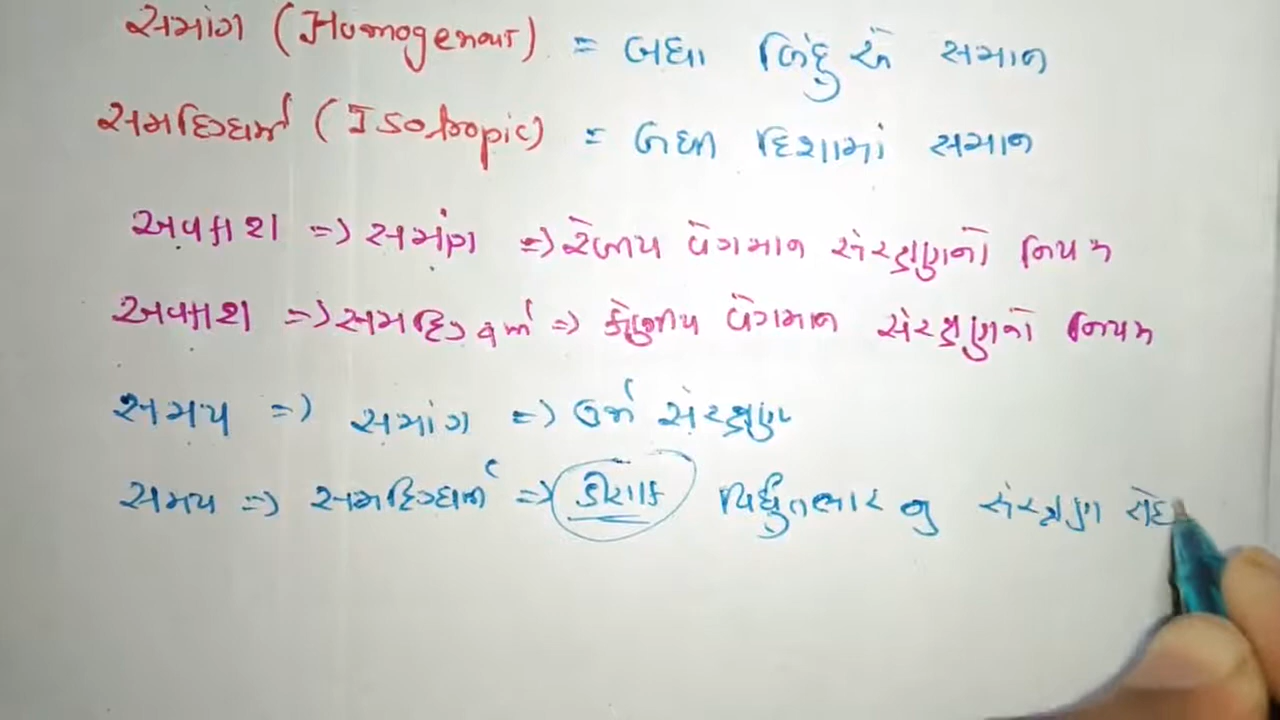 સમાંગ (Homogenous) = બધા બિંદુ એ સમાન
સમદિગ્ધર્મી (Isotropic) = બધી દિશામાં સમાન
અવકાશ => સમાંગ => રેખીય વેગમાન સંરક્ષણનો નિયમ
અવકાશ => સમદિગ્ધર્મી => કોણીય વેગમાન સંરક્ષણનો નિયમ
સમય => સમાંગ => ઉર્જા સંરક્ષણ
સમય => સમદિગ્ધર્મી => ડીરાક વિદ્યુતભાર નુ સંરક્ષણ